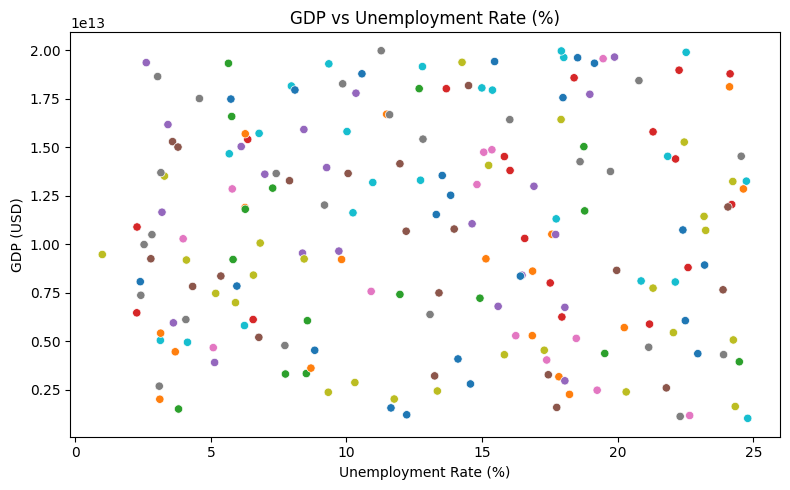 GDP vs Unemployment Rate (%)
1e13
2.00
1.75
1.50
1.25
1.00
0.75
0.50
0.25
GDP (USD)
0 5 10 15 20 25
Unemployment Rate (%)